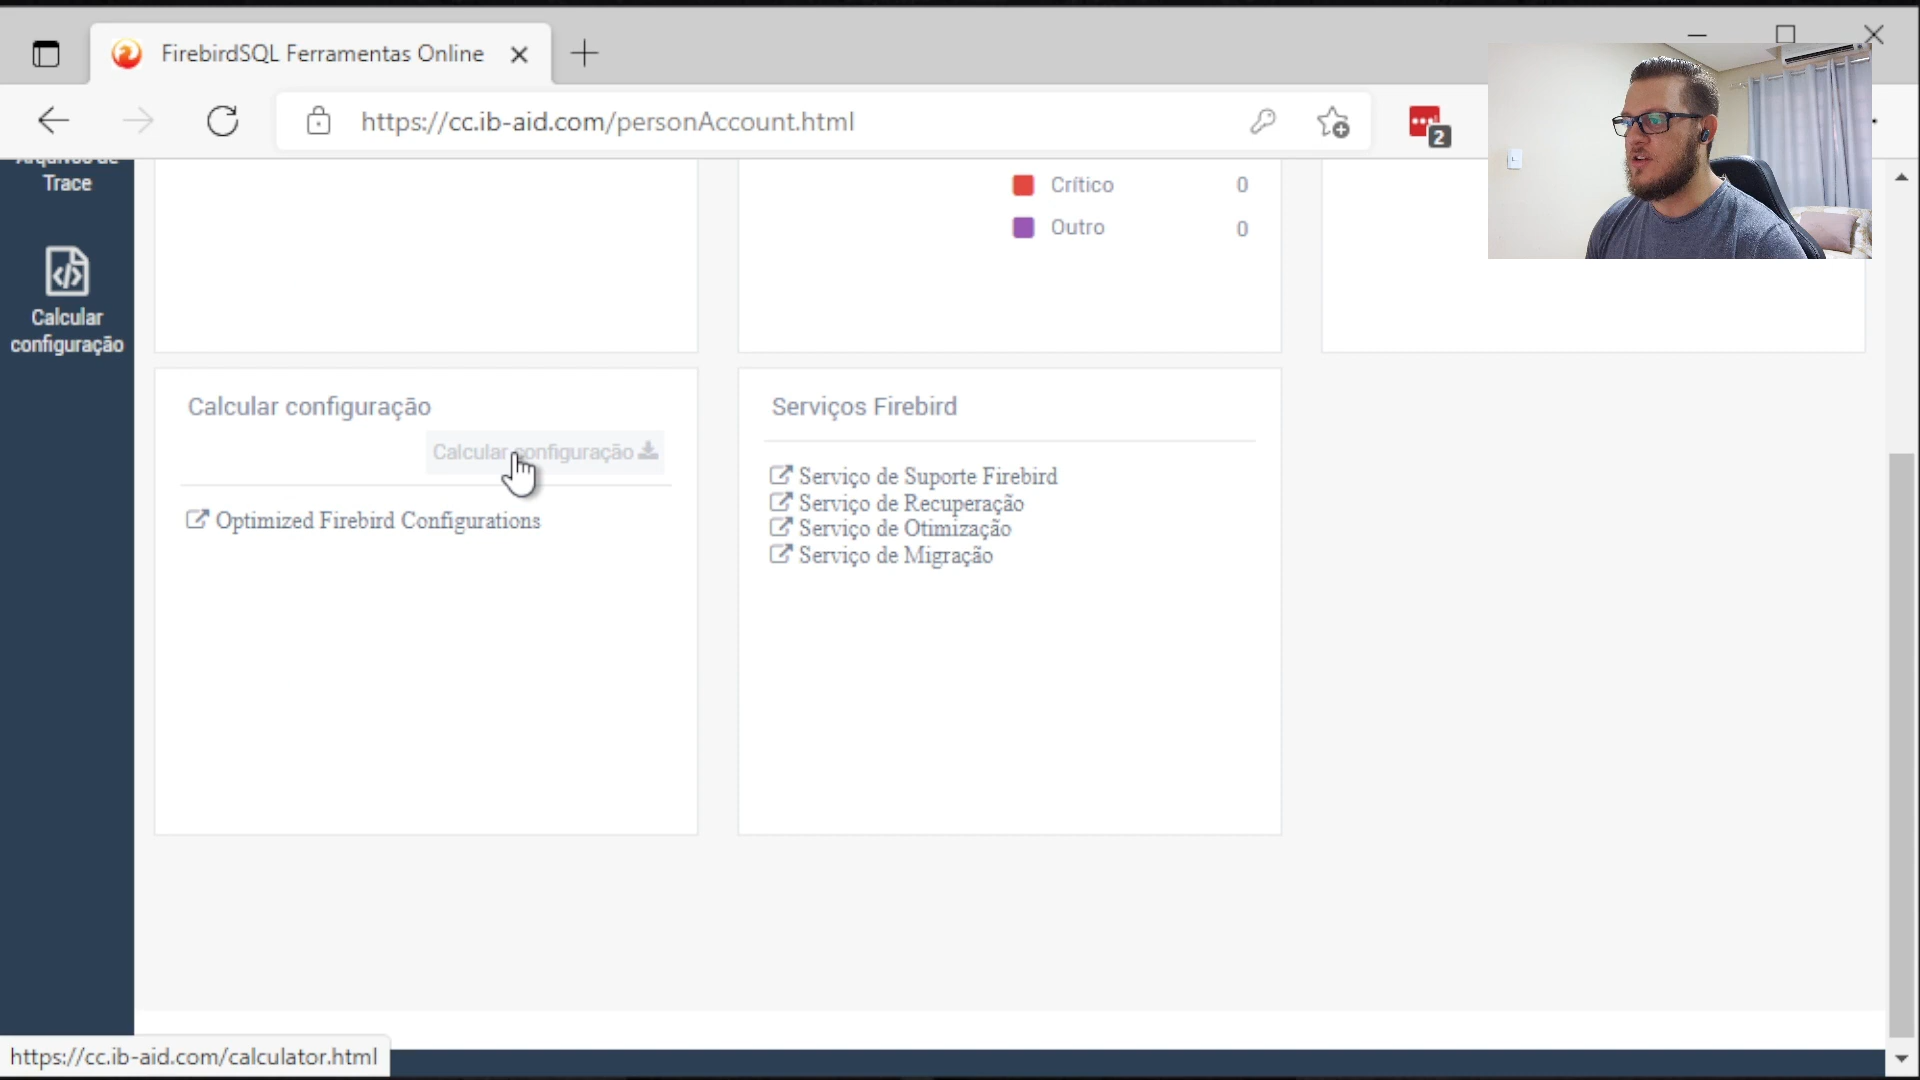 FirebirdSQL Ferramentas Online
https://cc.ib-aid.com/personAccount.html
2
Arquivos de
Trace
Calcular
configuração
Crítico 0
Outro 0
Calcular configuração
Calcular configuração
Optimized Firebird Configurations
Serviços Firebird
Serviço de Suporte Firebird
Serviço de Recuperação
Serviço de Otimização
Serviço de Migração
https://cc.ib-aid.com/calculator.html